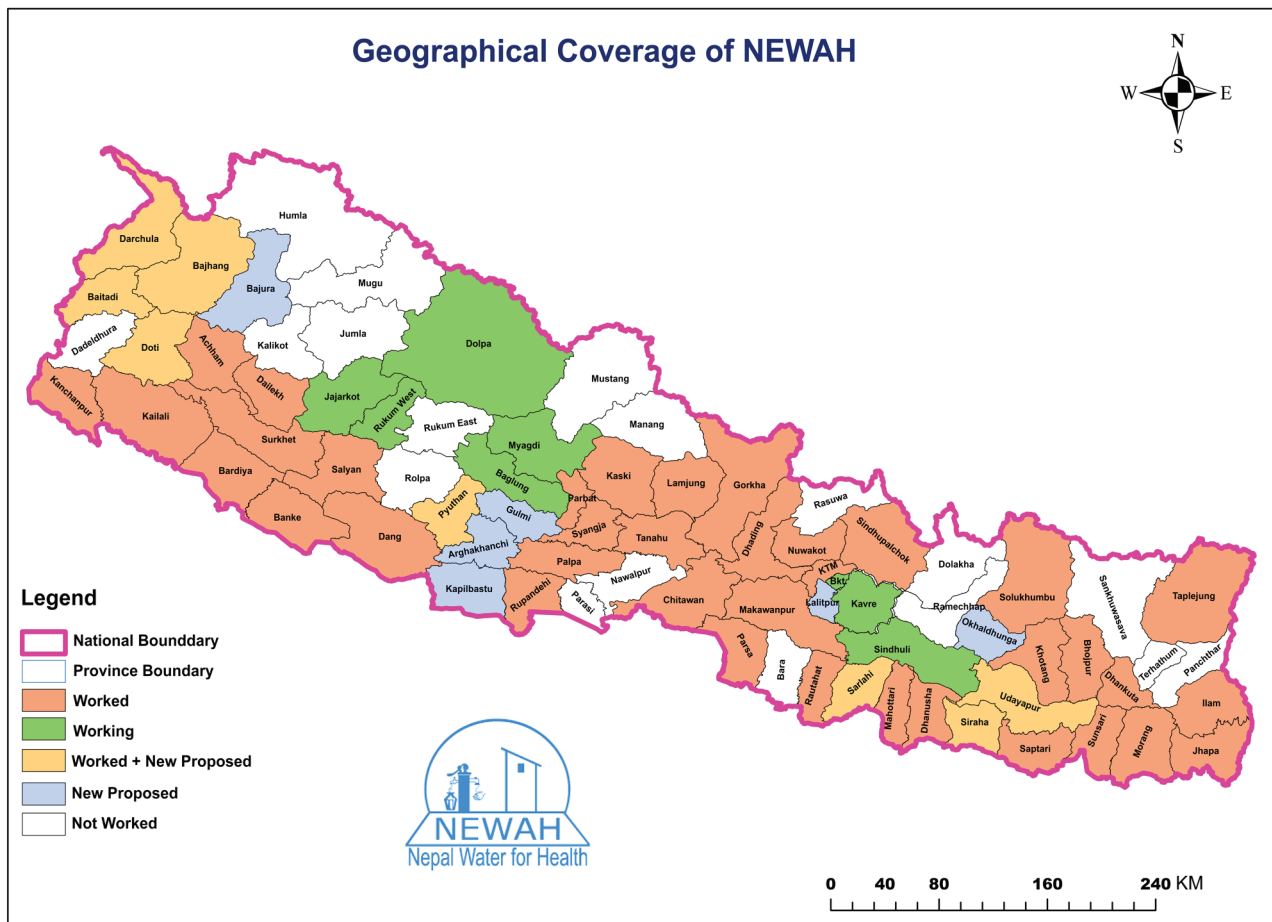 Geographical Coverage of NEWAH
N
W
E
S
Humla
Darchula
Bajhang
Bajura
Mugu
Baitadi
Jumla
Dadeldhura
Doti
Kalikot
Dolpa
Achham
Mustang
Dailekh
Kanchanpur
Jajarkot
Rukum West
Kailali
Rukum East
Manang
Surkhet
Myagdi
Bardiya
Salyan
Rolpa
Baglung
Kaski
Lamjung
Gorkha
Parbat
Pyuthan
Gulmi
Rasuwa
Banke
Dang
Syangja
Tanahu
Dhading
Nuwakot
Sindhupalchok
Arghakhanchi
Palpa
Dolakha
Sankhuwasava
Kapilbastu
Rupandehi
Nawalpur
Parasi
Chitawan
KTM
Bkt.
Solukhumbu
Taplejung
Makawanpur
Lalitpur
Kavre
Ramechhap
Okhaldhunga
Parsa
Bara
Sindhuli
Khotang
Bhojpur
Terhathum
Panchthar
Rautahat
Sarlahi
Mahottari
Dhanusha
Siraha
Udayapur
Dhankuta
Ilam
Saptari
Sunsari
Morang
Jhapa
Legend
National Bounddary
Province Boundary
Worked
Working
Worked + New Proposed
New Proposed
Not Worked
NEWAH
Nepal Water for Health
0 40 80 160 240 KM